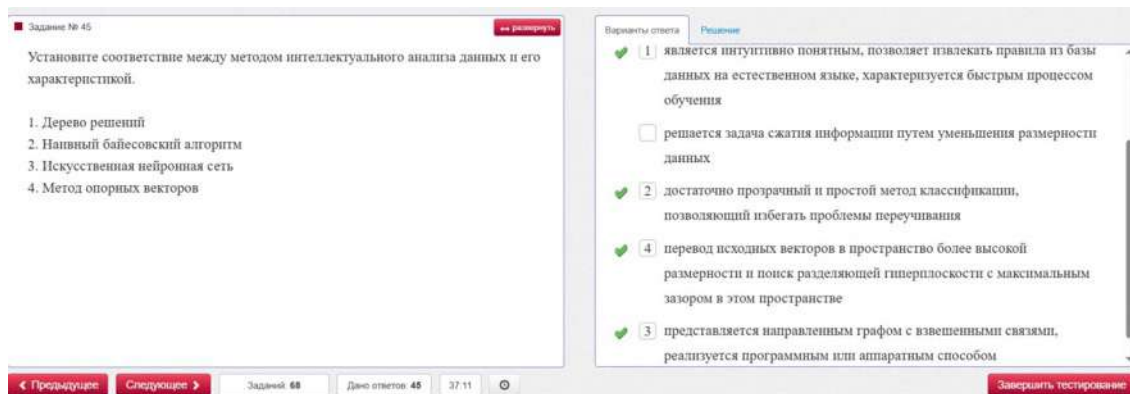 Задание № 45
развернуть
Установите соответствие между методом интеллектуального анализа данных и его
характеристикой.
1. Дерево решений
2. Наивный байесовский алгоритм
3. Искусственная нейронная сеть
4. Метод опорных векторов
Варианты ответа
Решение
1 является интуитивно понятным, позволяет извлекать правила из базы
данных на естественном языке, характеризуется быстрым процессом
обучения
решается задача сжатия информации путем уменьшения размерности
данных
2 достаточно прозрачный и простой метод классификации,
позволяющий избегать проблемы переучивания
4 перевод исходных векторов в пространство более высокой
размерности и поиск разделяющей гиперплоскости с максимальным
зазором в этом пространстве
3 представляется направленным графом с взвешенными связями,
реализуется программным или аппаратным способом
Предыдущее
Следующее
Заданий: 68
Дано ответов: 45
37:11
Завершить тестирование